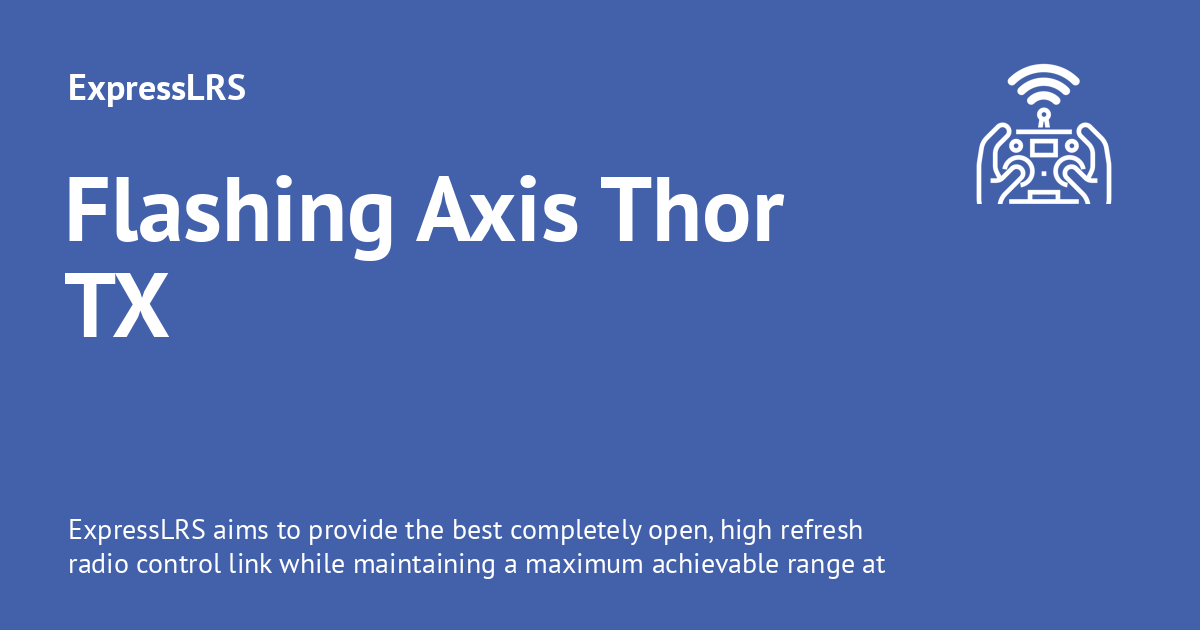 ExpressLRS
Flashing Axis Thor
TX
ExpressLRS aims to provide the best completely open, high refresh
radio control link while maintaining a maximum achievable range at